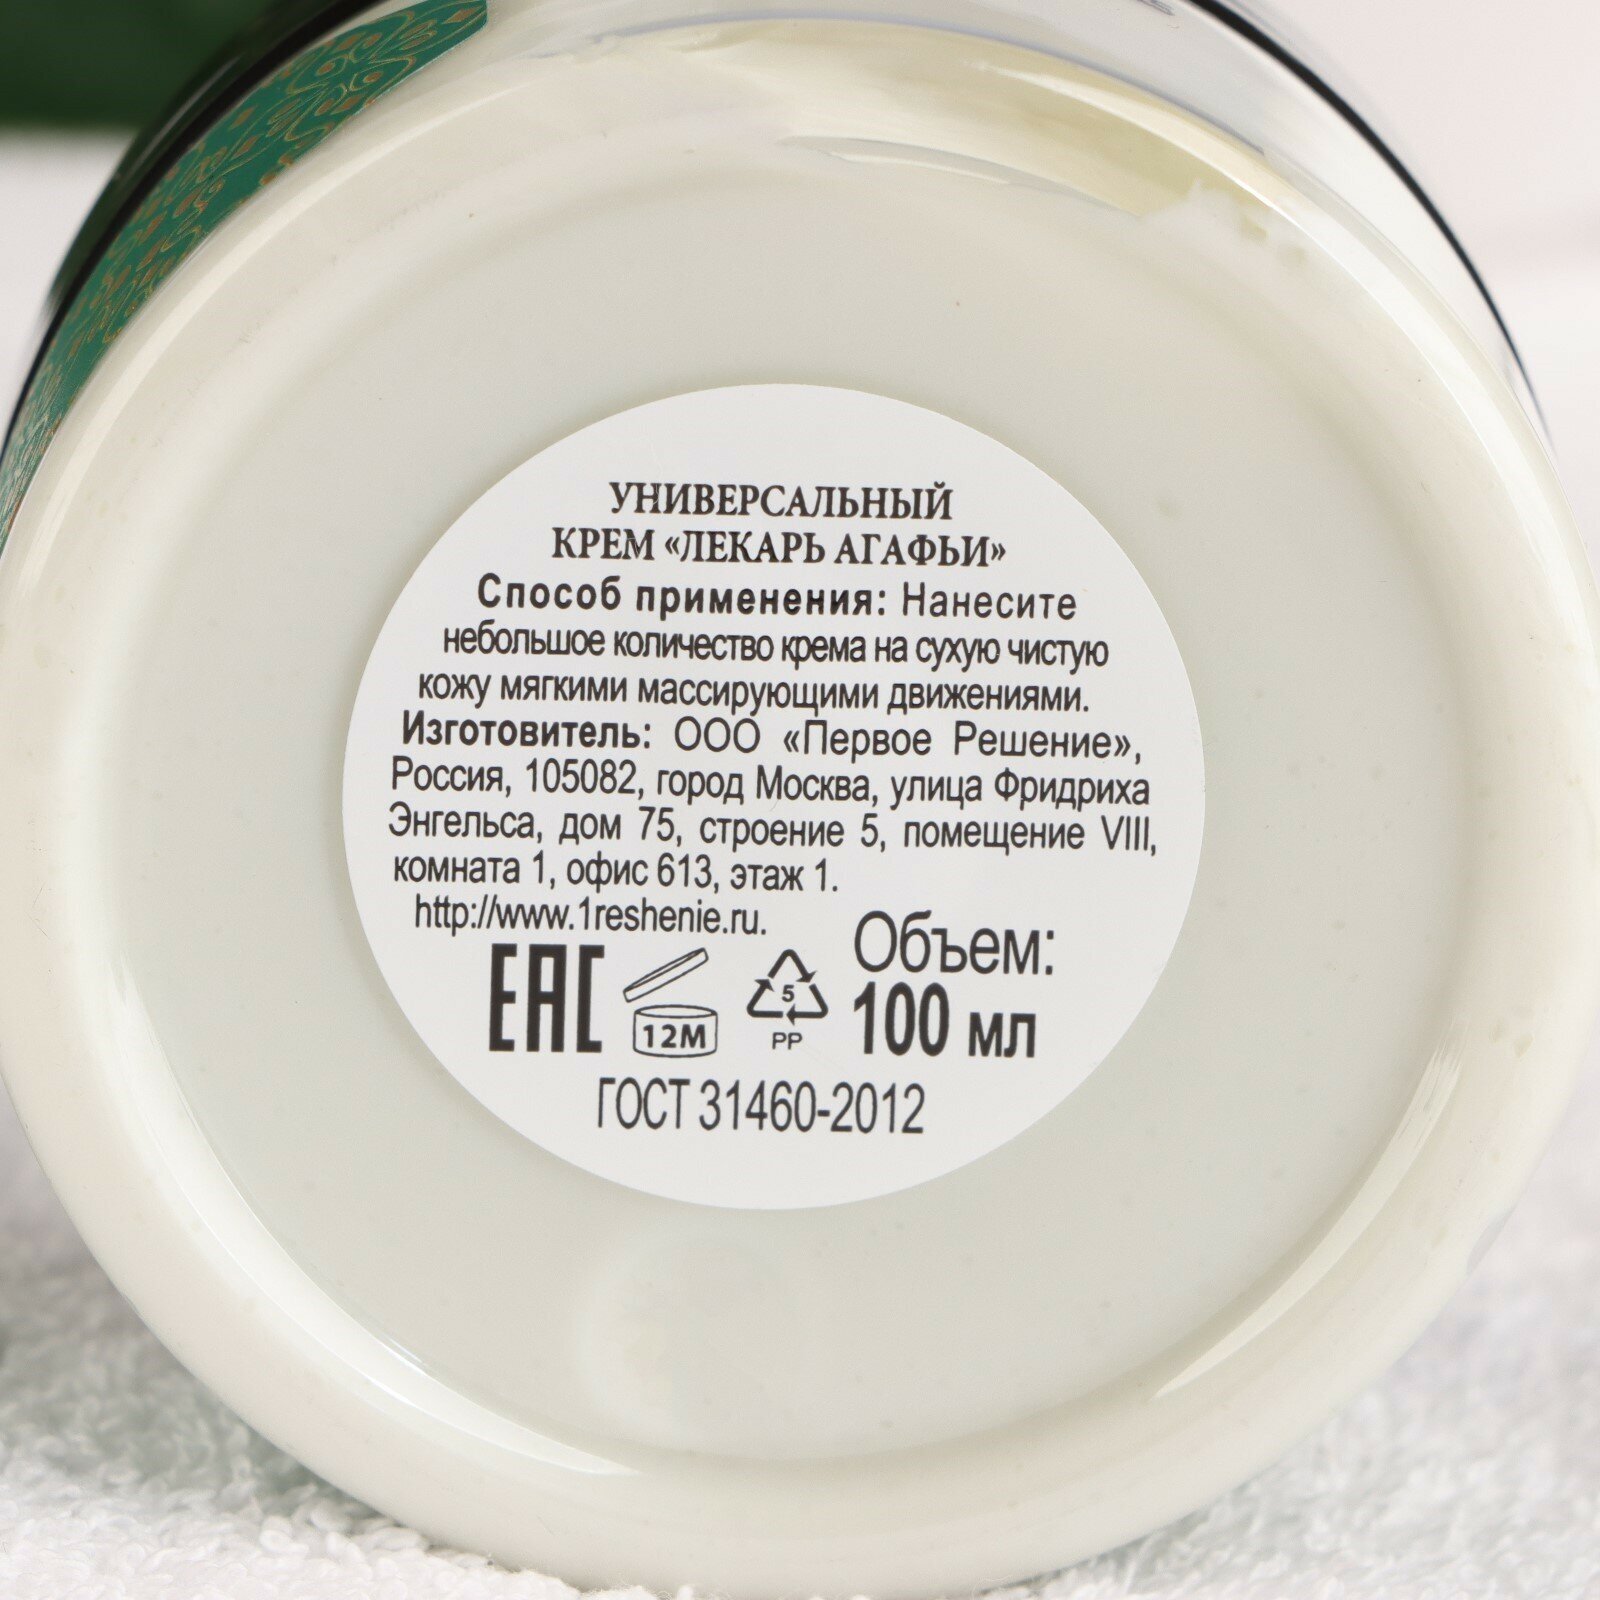 УНИВЕРСАЛЬНЫЙ
КРЕМ «ЛЕКАРЬ АГАФЬИ»
Способ применения: Нанесите
небольшое количество крема на сухую чистую
кожу мягкими массирующими движениями.
Изготовитель: ООО «Первое Решение»,
Россия, 105082, город Москва, улица Фридриха
Энгельса, дом 75, строение 5, помещение VIII,
комната 1, офис 613, этаж 1.
http://www.1reshenie.ru.
Объем:
100 мл
EAC
12M
5
PP
ГОСТ 31460-2012